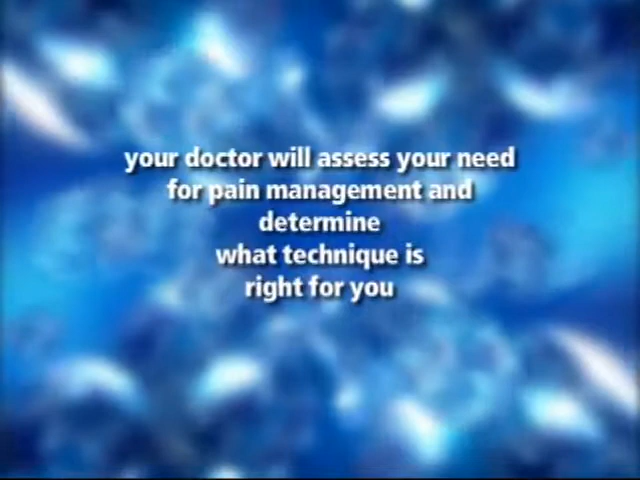 your doctor will assess your need
for pain management and
determine
what technique is
right for you